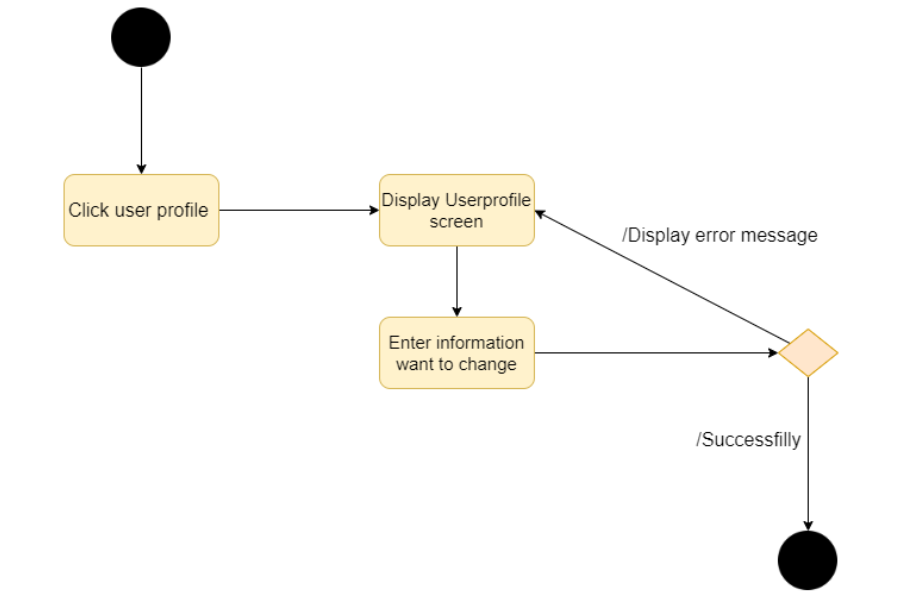 Click user profile
Display Userprofile
screen
/Display error message
Enter information
want to change
/Successfilly